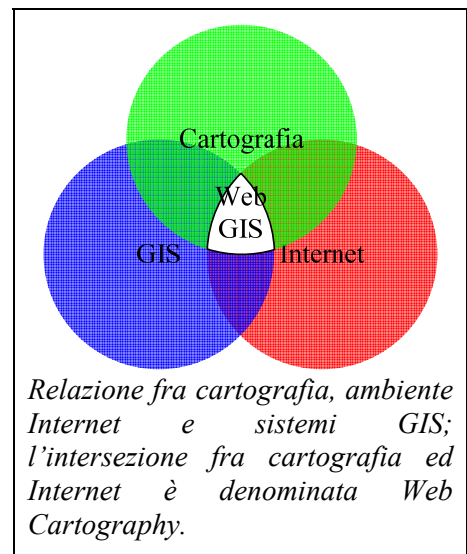 Cartografia
Web
GIS
GIS
Internet
Relazione fra cartografia, ambiente
Internet e sistemi GIS;
l'intersezione fra cartografia ed
Internet è denominata Web
Cartography.